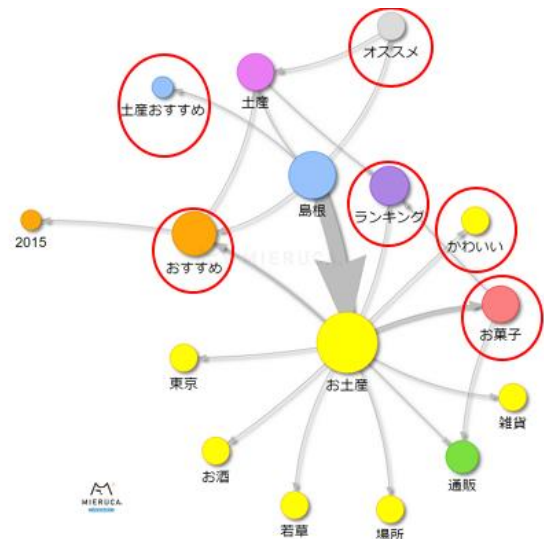 オススメ
土産おすすめ
土産
島根
ランキング
かわいい
2015
おすすめ
MIERUCA
お菓子
お土産
東京
雑貨
お酒
通販
若草
場所
MIERUCA